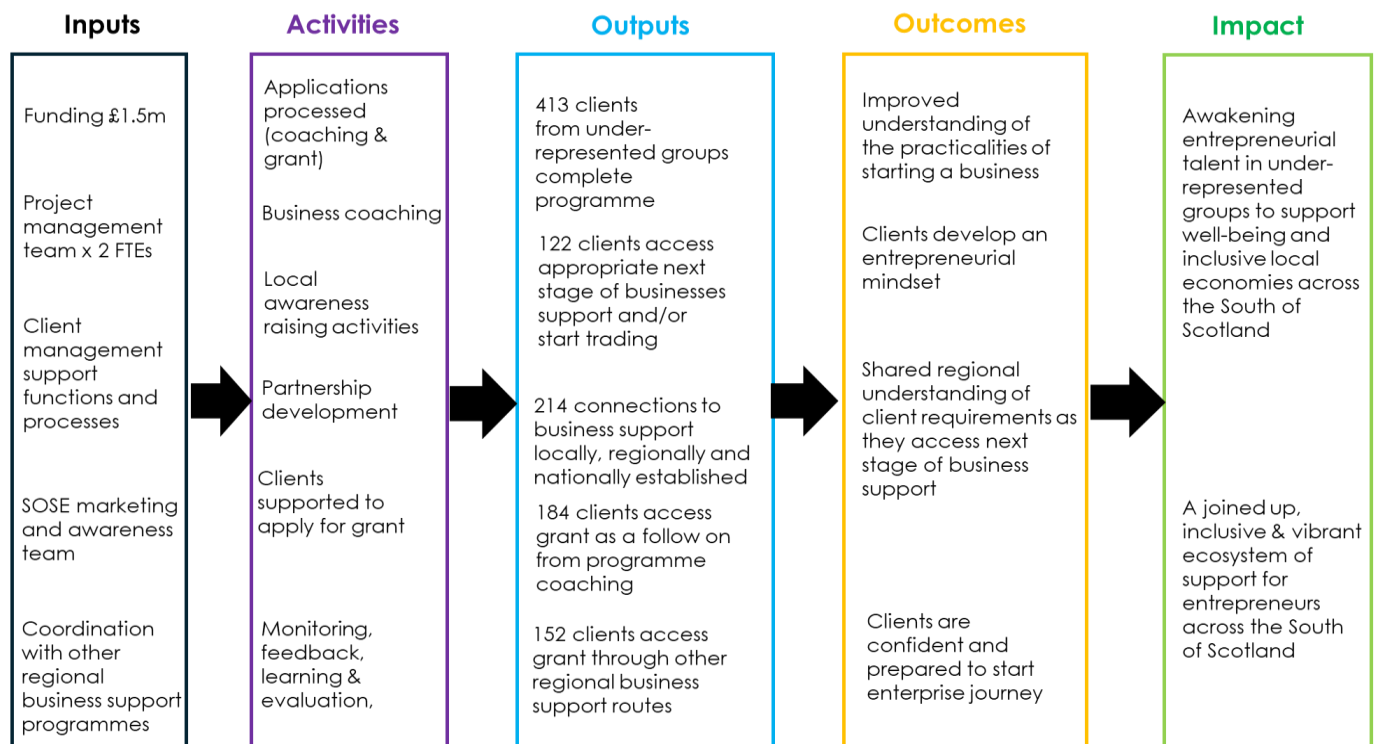 Inputs
Funding £1.5m
Project
management
team x 2 FTEs
Client
management
support
functions and
processes
SOSE marketing
and awareness
team
Coordination
with other
regional
business support
programmes
Activities
Applications
processed
(coaching &
grant)
Business coaching
Local
awareness
raising activities
Partnership
development
Clients
supported to
apply for grant
Monitoring,
feedback,
learning &
evaluation,
Outputs
413 clients
from under-
represented groups
complete
programme
122 clients access
appropriate next
stage of businesses
support and/or
start trading
214 connections to
business support
locally, regionally and
nationally established
184 clients access
grant as a follow on
from programme
coaching
152 clients access
grant through other
regional business
support routes
Outcomes
Improved
understanding of
the practicalities of
starting a business
Clients develop an
entrepreneurial
mindset
Shared regional
understanding of
client requirements as
they access next
stage of business
support
Clients are
confident and
prepared to start
enterprise journey
Impact
Awakening
entrepreneurial
talent in under-
represented
groups to support
well-being and
inclusive local
economies across
the South of
Scotland
A joined up,
inclusive & vibrant
ecosystem of
support for
entrepreneurs
across the South
of Scotland